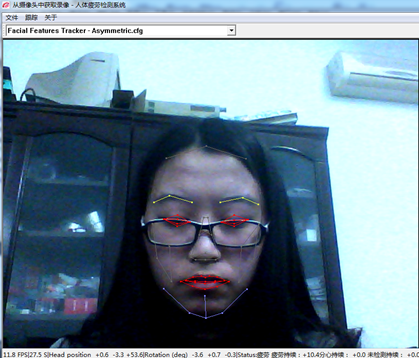 从摄像头中获取录像 - 人体疲劳检测系统
文件 跟踪 关于
Facial Features Tracker - Asymmetric.cfg
11.8 FPS|27.5 S|Head position +0.6 -3.3 +53.6|Rotation (deg) -3.6 +0.7 -0.3|Status:疲劳 疲劳持续：+10.4分心持续： +0.0 未检测持续： +0.